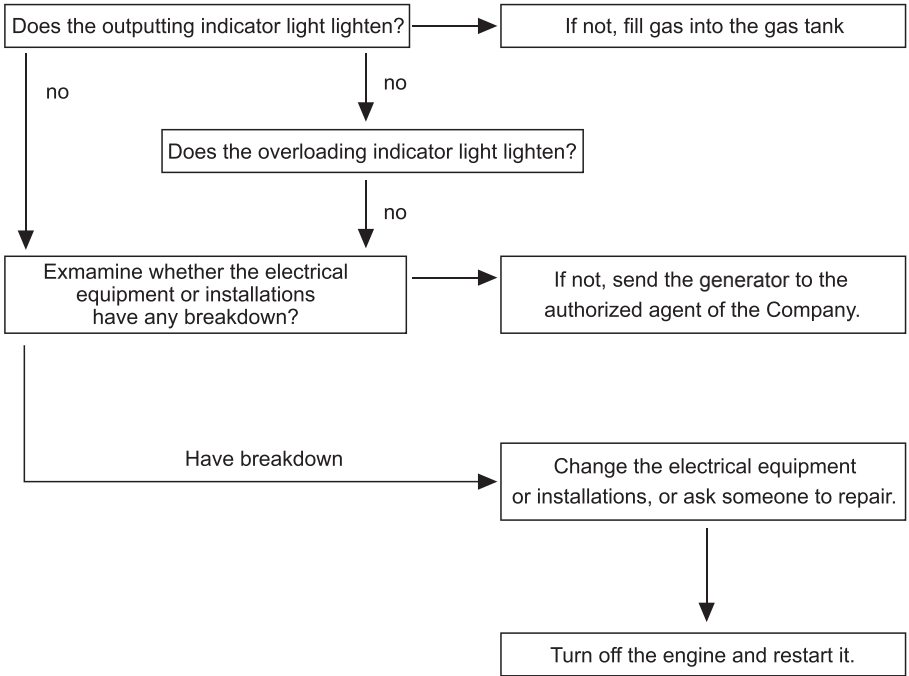 Does the outputting indicator light lighten?
If not, fill gas into the gas tank
no
no
Does the overloading indicator light lighten?
no
Exmamine whether the electrical
equipment or installations
have any breakdown?
If not, send the generator to the
authorized agent of the Company.
Have breakdown
Change the electrical equipment
or installations, or ask someone to repair.
Turn off the engine and restart it.